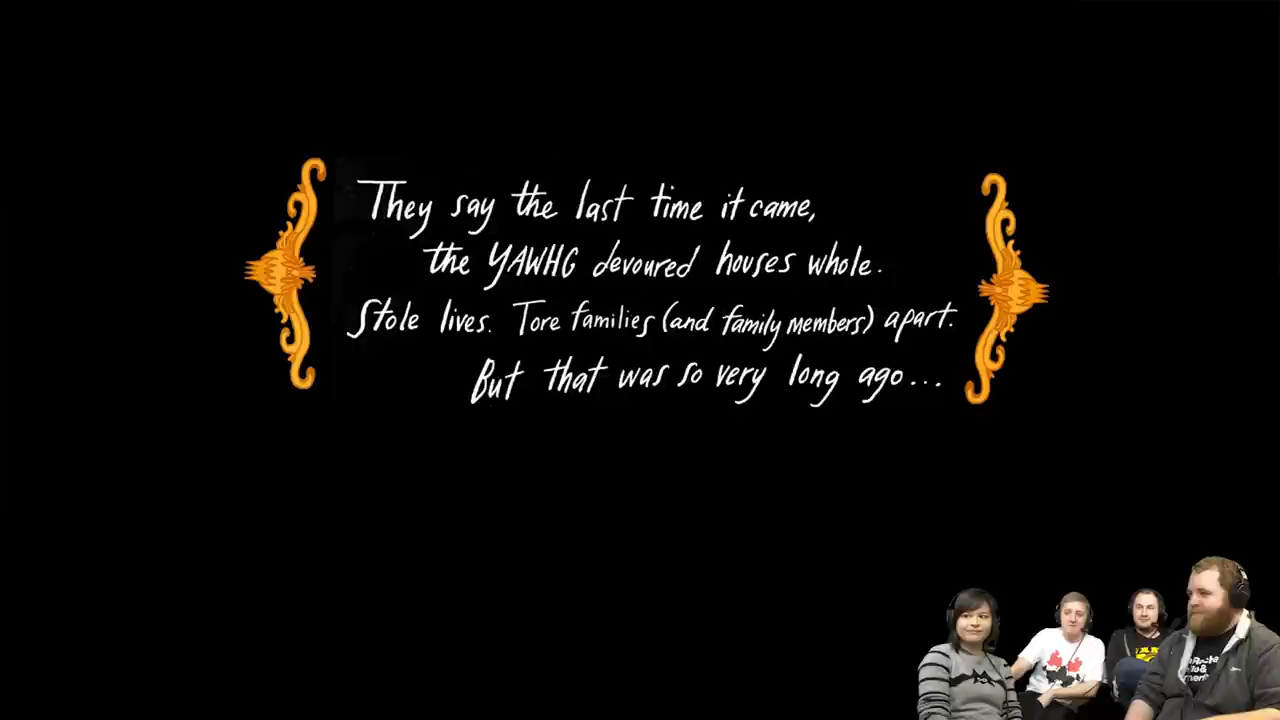 They say the last time it came,
the YAWHG devoured houses whole.
Stole lives. Tore families (and family members) apart.
But that was so very long ago...